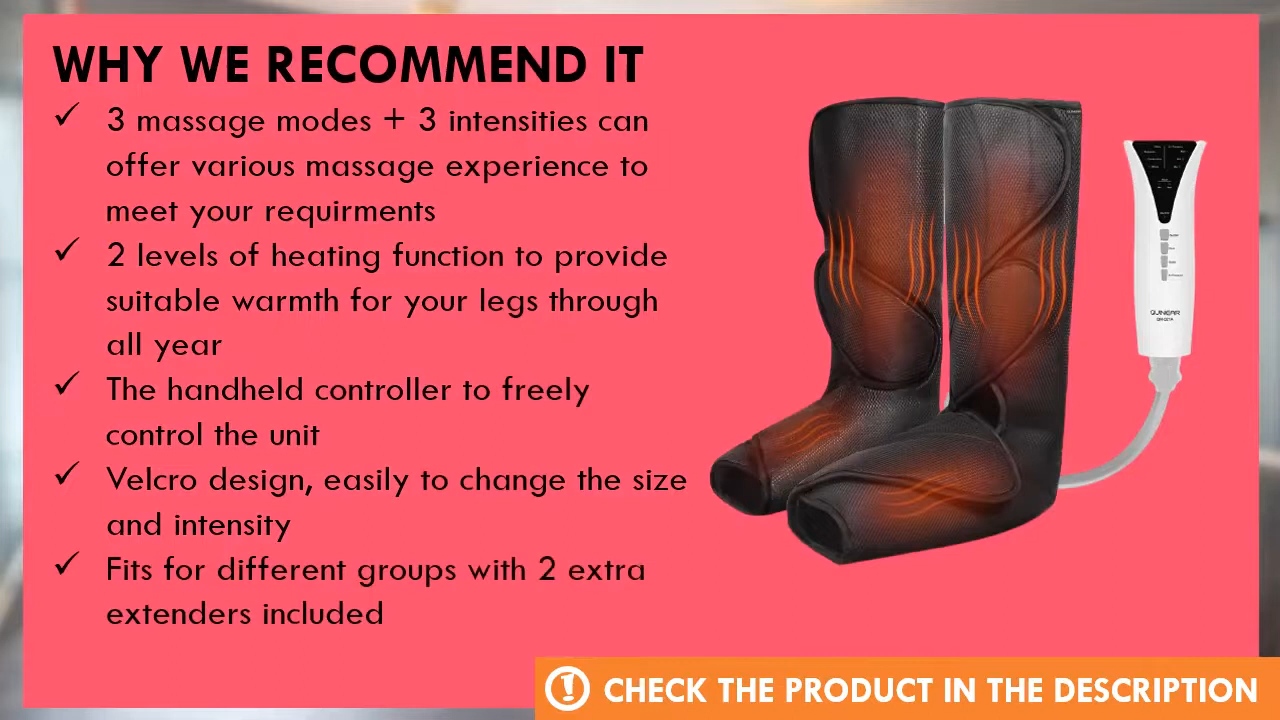 WHY WE RECOMMEND IT
✓ 3 massage modes + 3 intensities can
offer various massage experience to
meet your requirments
✓ 2 levels of heating function to provide
suitable warmth for your legs through
all year
✓ The handheld controller to freely
control the unit
✓ Velcro design, easily to change the size
and intensity
✓ Fits for different groups with 2 extra
extenders included
QUINEAR
CHECK THE PRODUCT IN THE DESCRIPTION